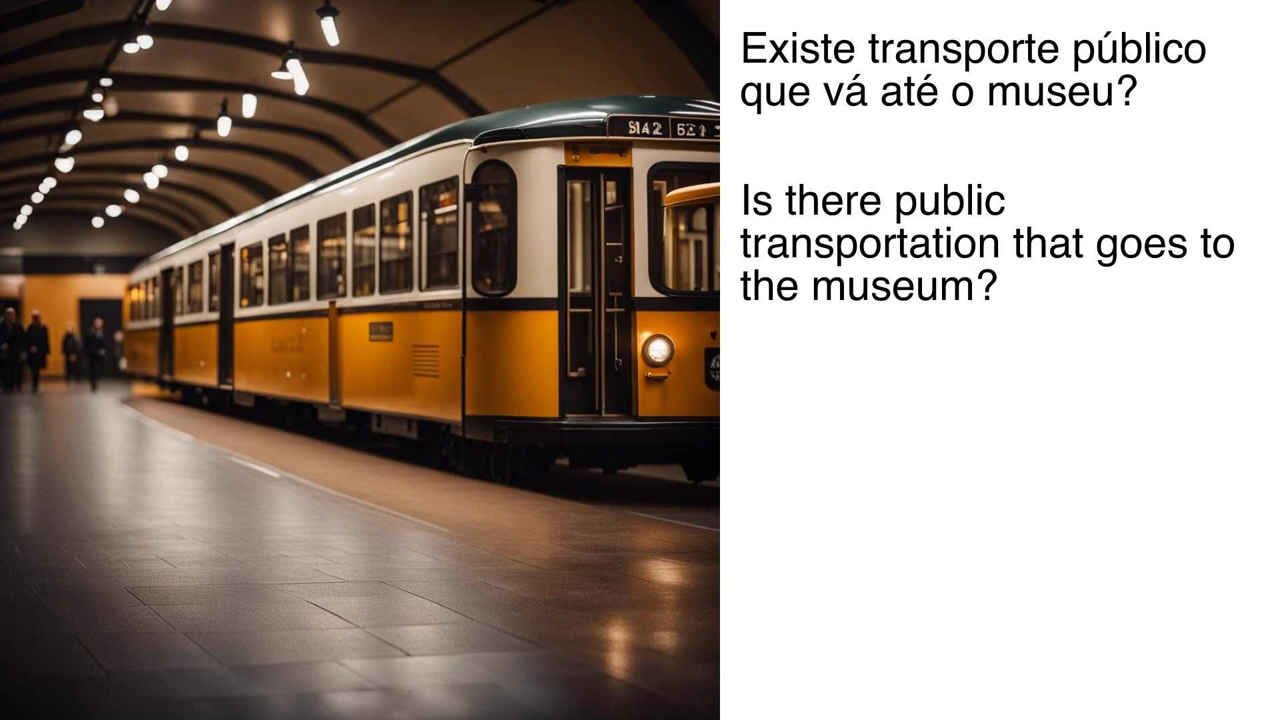 Existe transporte público
que vá até o museu?
Is there public
transportation that goes to
the museum?